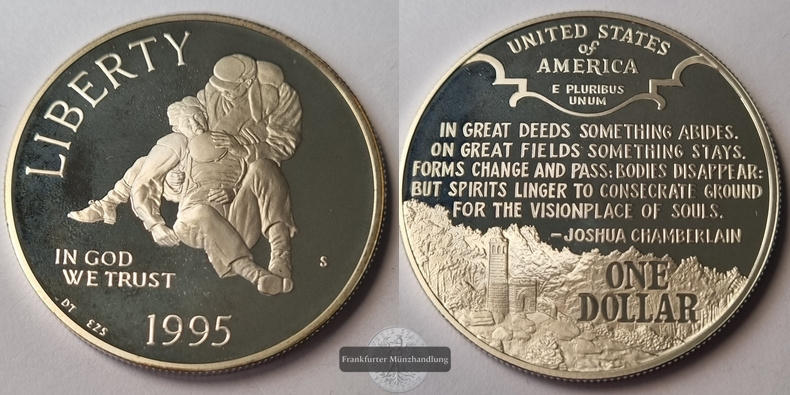 LIBERTY
IN GOD
WE TRUST
S
DT EZS
1995
UNITED STATES
of
AMERICA
E PLURIBUS
UNUM
IN GREAT DEEDS SOMETHING ABIDES.
ON GREAT FIELDS SOMETHING STAYS.
FORMS CHANGE AND PASS; BODIES DISAPPEAR;
BUT SPIRITS LINGER TO CONSECRATE GROUND
FOR THE VISIONPLACE OF SOULS.
-JOSHUA CHAMBERLAIN
ONE
DOLLAR
Frankfurter Münzhandlung